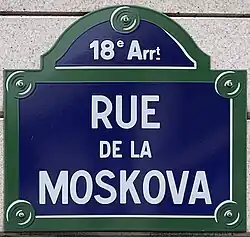 18e Arrt
RUE
DE LA
MOSKOVA